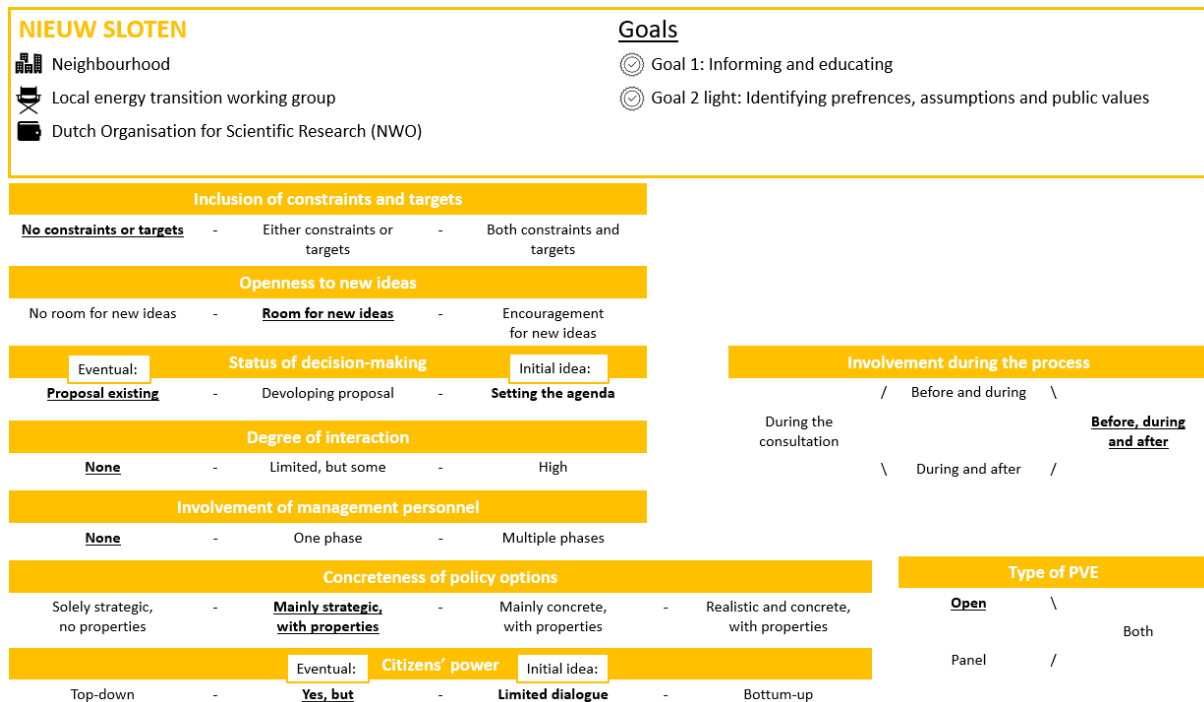 NIEUW SLOTEN
Neighbourhood
Local energy transition working group
Dutch Organisation for Scientific Research (NWO)
Goals
Goal 1: Informing and educating
Goal 2 light: Identifying prefrences, assumptions and public values
Inclusion of constraints and targets
No constraints or targets - Either constraints or - Both constraints and
targets targets
Openness to new ideas
No room for new ideas - Room for new ideas - Encouragement
for new ideas
Eventual: Status of decision-making Initial idea:
Proposal existing - Devoloping proposal - Setting the agenda
Degree of interaction
None - Limited, but some - High
Involvement of management personnel
None - One phase - Multiple phases
Involvement during the process
/ Before and during \
During the Before, during
consultation and after
\ During and after /
Concreteness of policy options
Solely strategic, - Mainly strategic, - Mainly concrete, - Realistic and concrete,
no properties with properties with properties with properties
Type of PVE
Open \
Both
Panel /
Eventual: Citizens' power Initial idea:
Top-down - Yes, but - Limited dialogue - Bottum-up